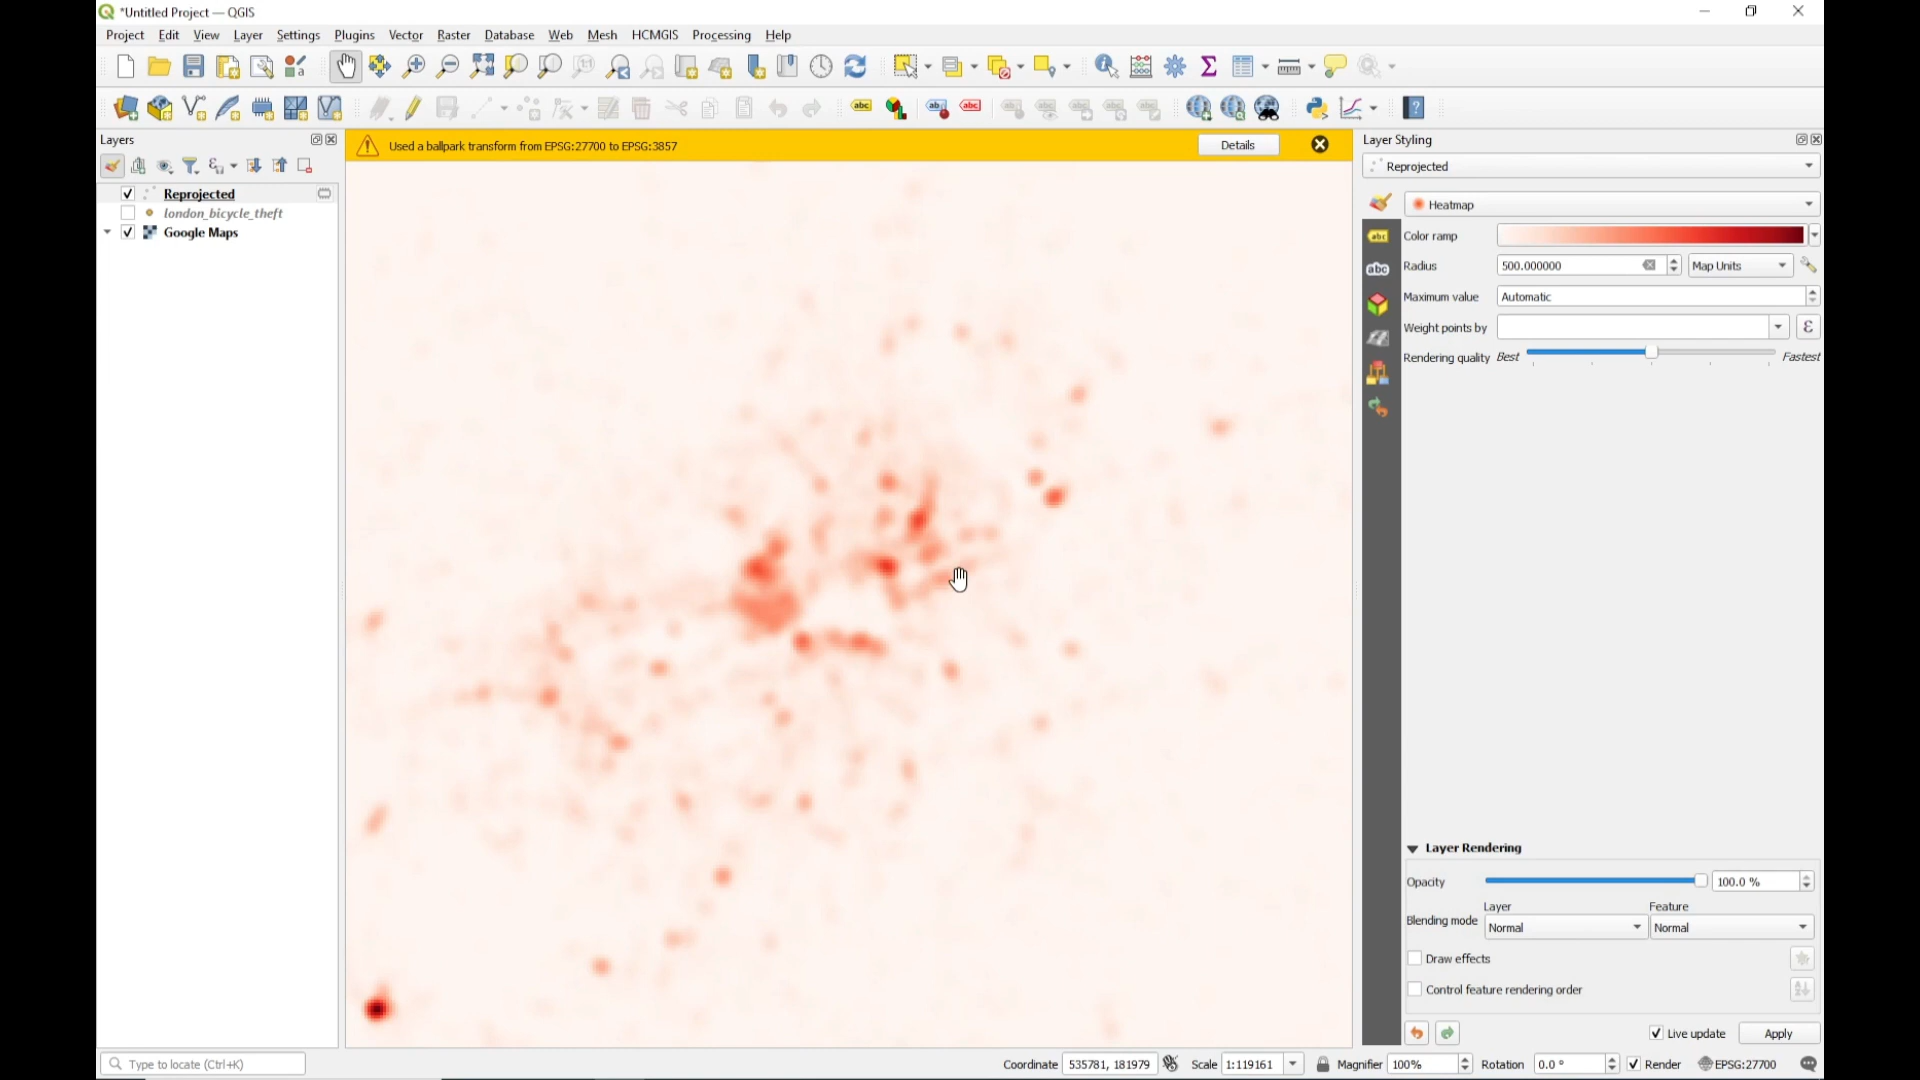 *Untitled Project — QGIS
Project Edit View Layer Settings Plugins Vector Raster Database Web Mesh HCMGIS Processing Help
Layers
Reprojected
london_bicycle_theft
Google Maps
Used a ballpark transform from EPSG:27700 to EPSG:3857
Details
Layer Styling
Reprojected
Heatmap
Color ramp
Radius 500.000000 Map Units
Maximum value Automatic
Weight points by
Rendering quality Best Fastest
Layer Rendering
Opacity 100.0 %
Layer Feature
Blending mode Normal Normal
Draw effects
Control feature rendering order
Live update Apply
Type to locate (Ctrl+K)
Coordinate 535781, 181979 Scale 1:119161 Magnifier 100% Rotation 0.0 ° Render EPSG:27700